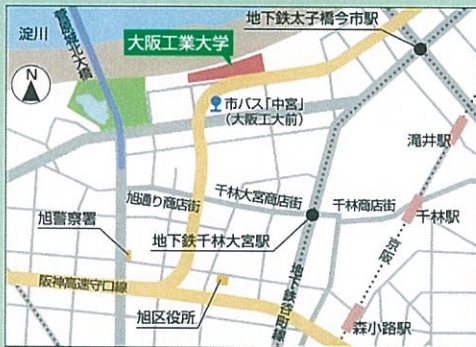 淀川
菅原城北大橋
大阪工業大学
地下鉄太子橋今市駅
N
市バス「中宮」
(大阪工大前)
滝井駅
旭通り商店街
千林大宮商店街
千林商店街
千林駅
旭警察署
地下鉄千林大宮駅
京阪
阪神高速守口線
地下鉄谷町線
旭区役所
森小路駅